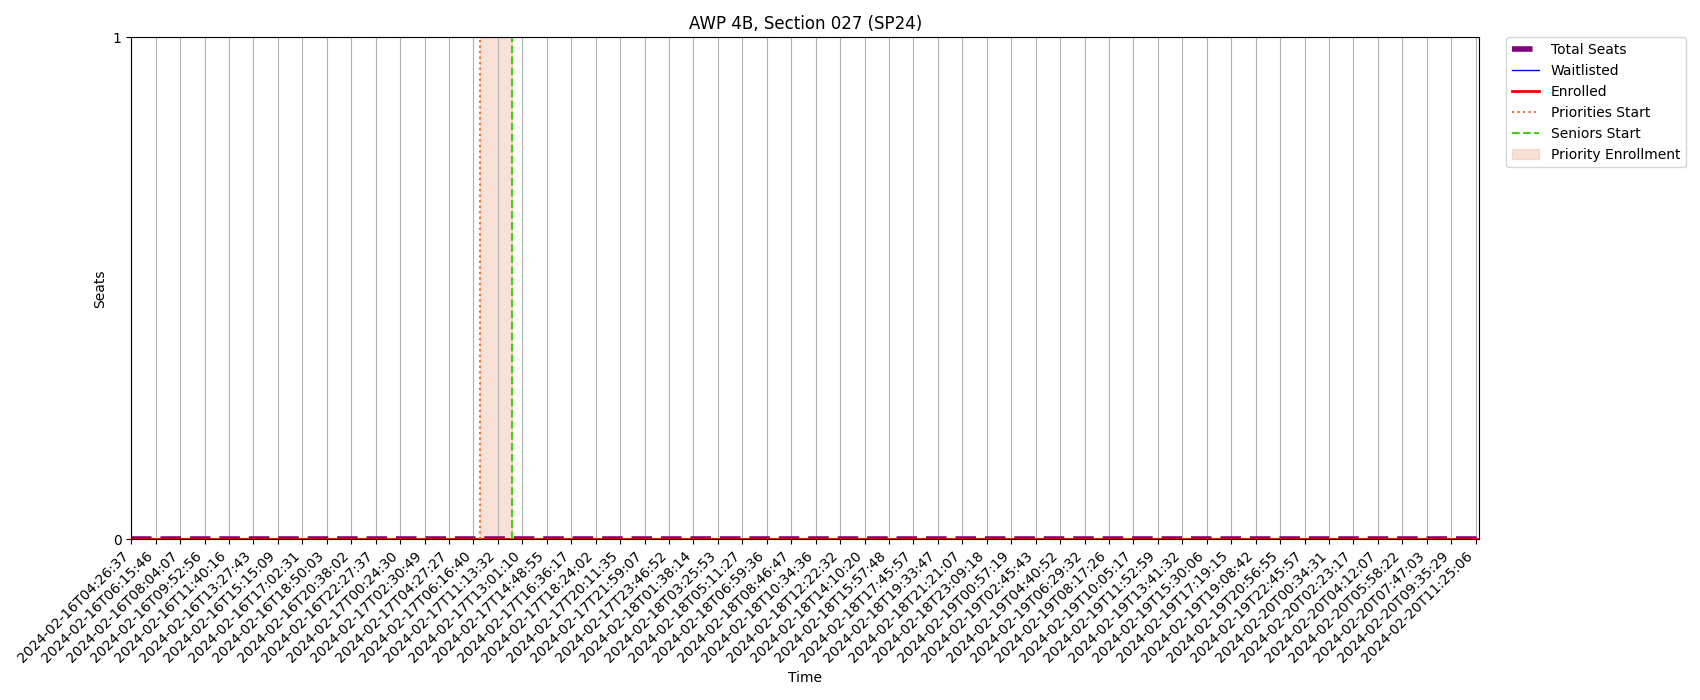 AWP 4B, Section 027 (SP24)
1
0
Seats
Total Seats
Waitlisted
Enrolled
Priorities Start
Seniors Start
Priority Enrollment
2024-02-16T04:26:37
2024-02-16T06:15:46
2024-02-16T08:04:07
2024-02-16T09:52:56
2024-02-16T11:40:16
2024-02-16T13:27:43
2024-02-16T15:15:09
2024-02-16T17:02:31
2024-02-16T18:50:03
2024-02-16T20:38:02
2024-02-16T22:27:37
2024-02-17T00:24:30
2024-02-17T02:30:49
2024-02-17T04:27:27
2024-02-17T06:16:40
2024-02-17T11:13:32
2024-02-17T13:01:10
2024-02-17T14:48:55
2024-02-17T16:36:17
2024-02-17T18:24:02
2024-02-17T20:11:35
2024-02-17T21:59:07
2024-02-17T23:46:52
2024-02-18T01:38:14
2024-02-18T03:25:53
2024-02-18T05:11:27
2024-02-18T06:59:36
2024-02-18T08:46:47
2024-02-18T10:34:36
2024-02-18T12:22:32
2024-02-18T14:10:20
2024-02-18T15:57:48
2024-02-18T17:45:57
2024-02-18T19:33:47
2024-02-18T21:21:07
2024-02-18T23:09:18
2024-02-19T00:57:19
2024-02-19T02:45:43
2024-02-19T04:40:52
2024-02-19T06:29:32
2024-02-19T08:17:26
2024-02-19T10:05:17
2024-02-19T11:52:59
2024-02-19T13:41:32
2024-02-19T15:30:06
2024-02-19T17:19:15
2024-02-19T19:08:42
2024-02-19T20:56:55
2024-02-19T22:45:57
2024-02-20T00:34:31
2024-02-20T02:23:17
2024-02-20T04:12:07
2024-02-20T05:58:22
2024-02-20T07:47:03
2024-02-20T09:35:29
2024-02-20T11:25:06
Time